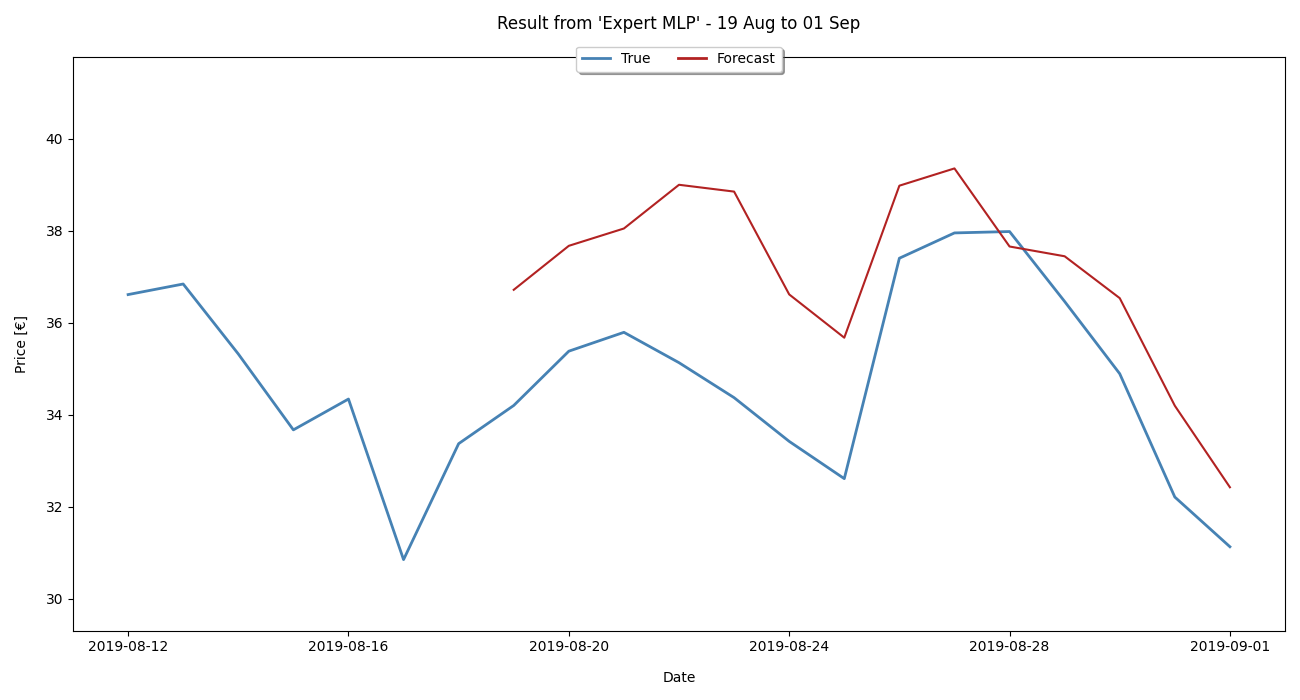 Result from 'Expert MLP' - 19 Aug to 01 Sep
True Forecast
40
38
36
34
32
30
Price [€]
2019-08-12 2019-08-16 2019-08-20 2019-08-24 2019-08-28 2019-09-01
Date